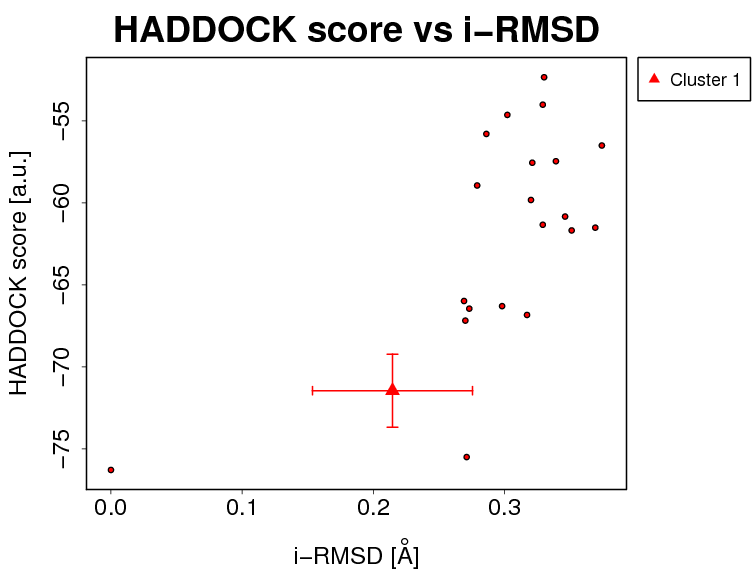 HADDOCK score vs i−RMSD
Cluster 1
HADDOCK score [a.u.]
−55
−60
−65
−70
−75
0.0 0.1 0.2 0.3
i−RMSD [Å]